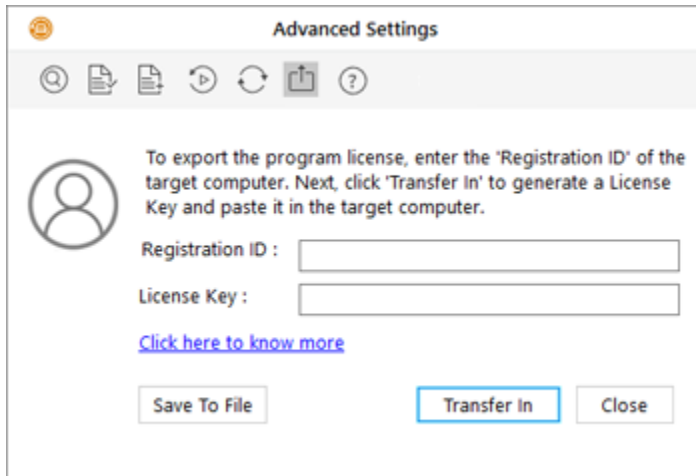 Advanced Settings
To export the program license, enter the 'Registration ID' of the
target computer. Next, click 'Transfer In' to generate a License
Key and paste it in the target computer.
Registration ID :
License Key :
Click here to know more
Save To File
Transfer In
Close